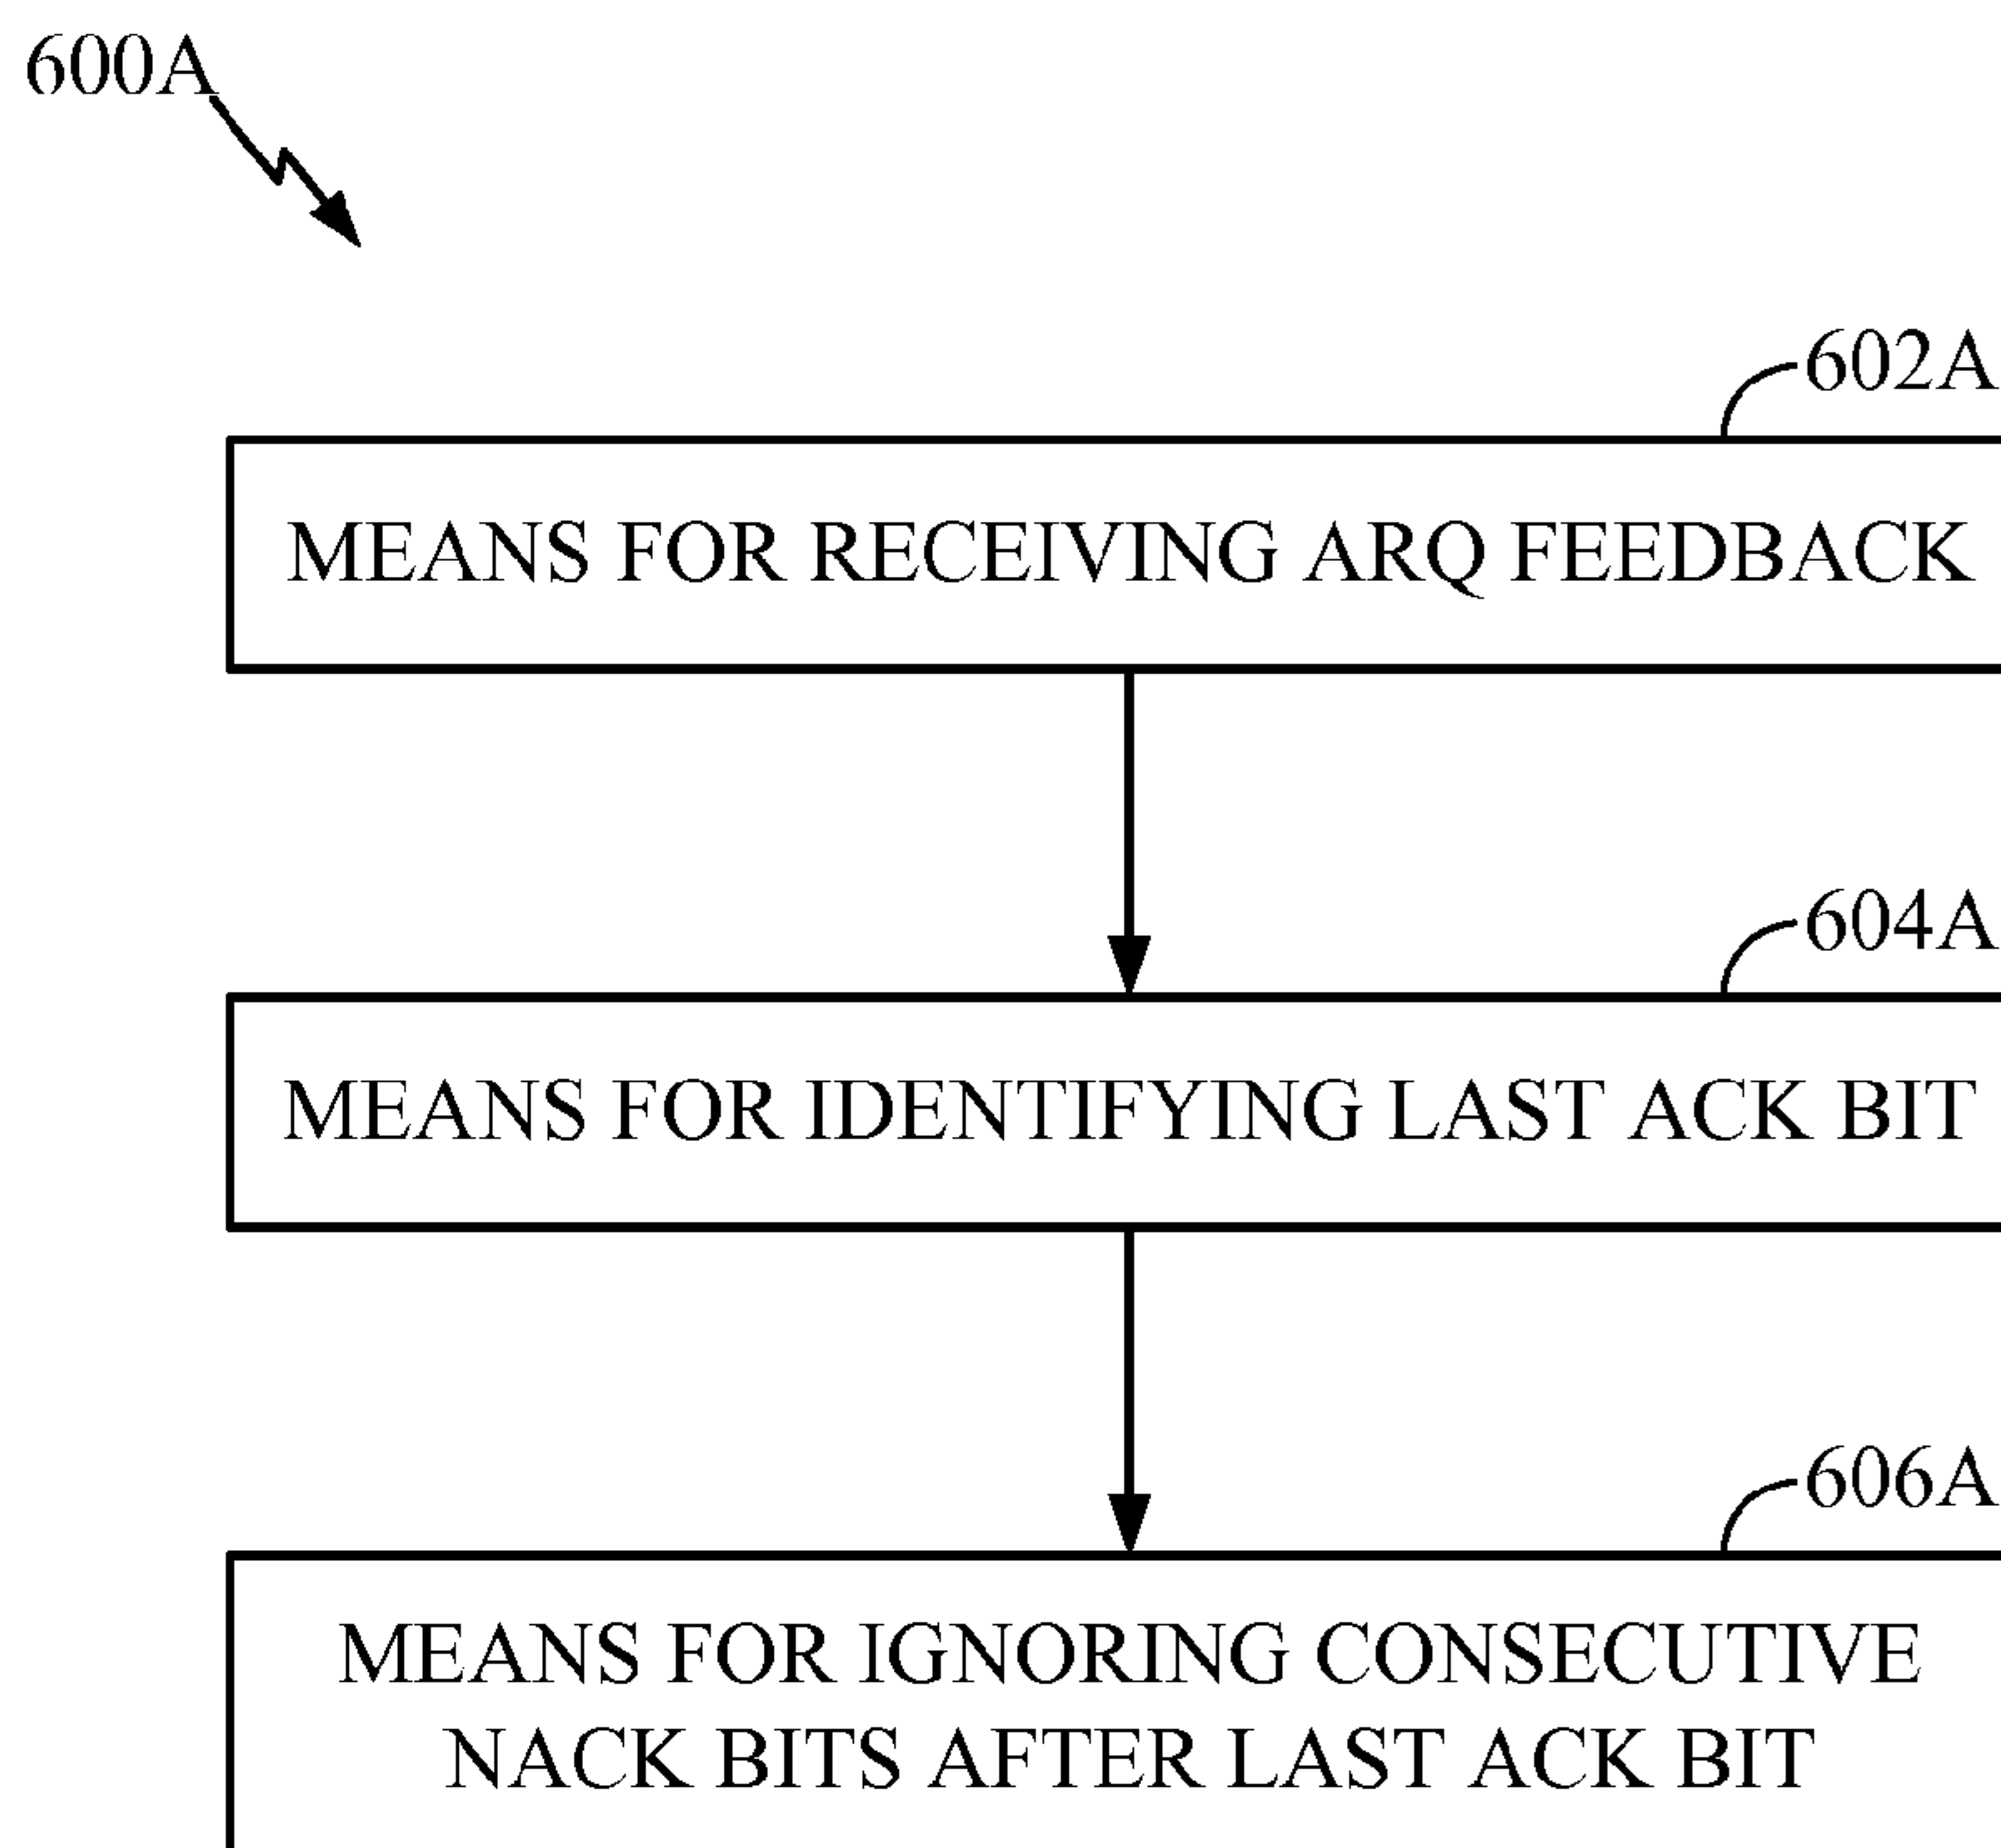 600A
602A
MEANS FOR RECEIVING ARQ FEEDBACK
604A
MEANS FOR IDENTIFYING LAST ACK BIT
606A
MEANS FOR IGNORING CONSECUTIVE
NACK BITS AFTER LAST ACK BIT